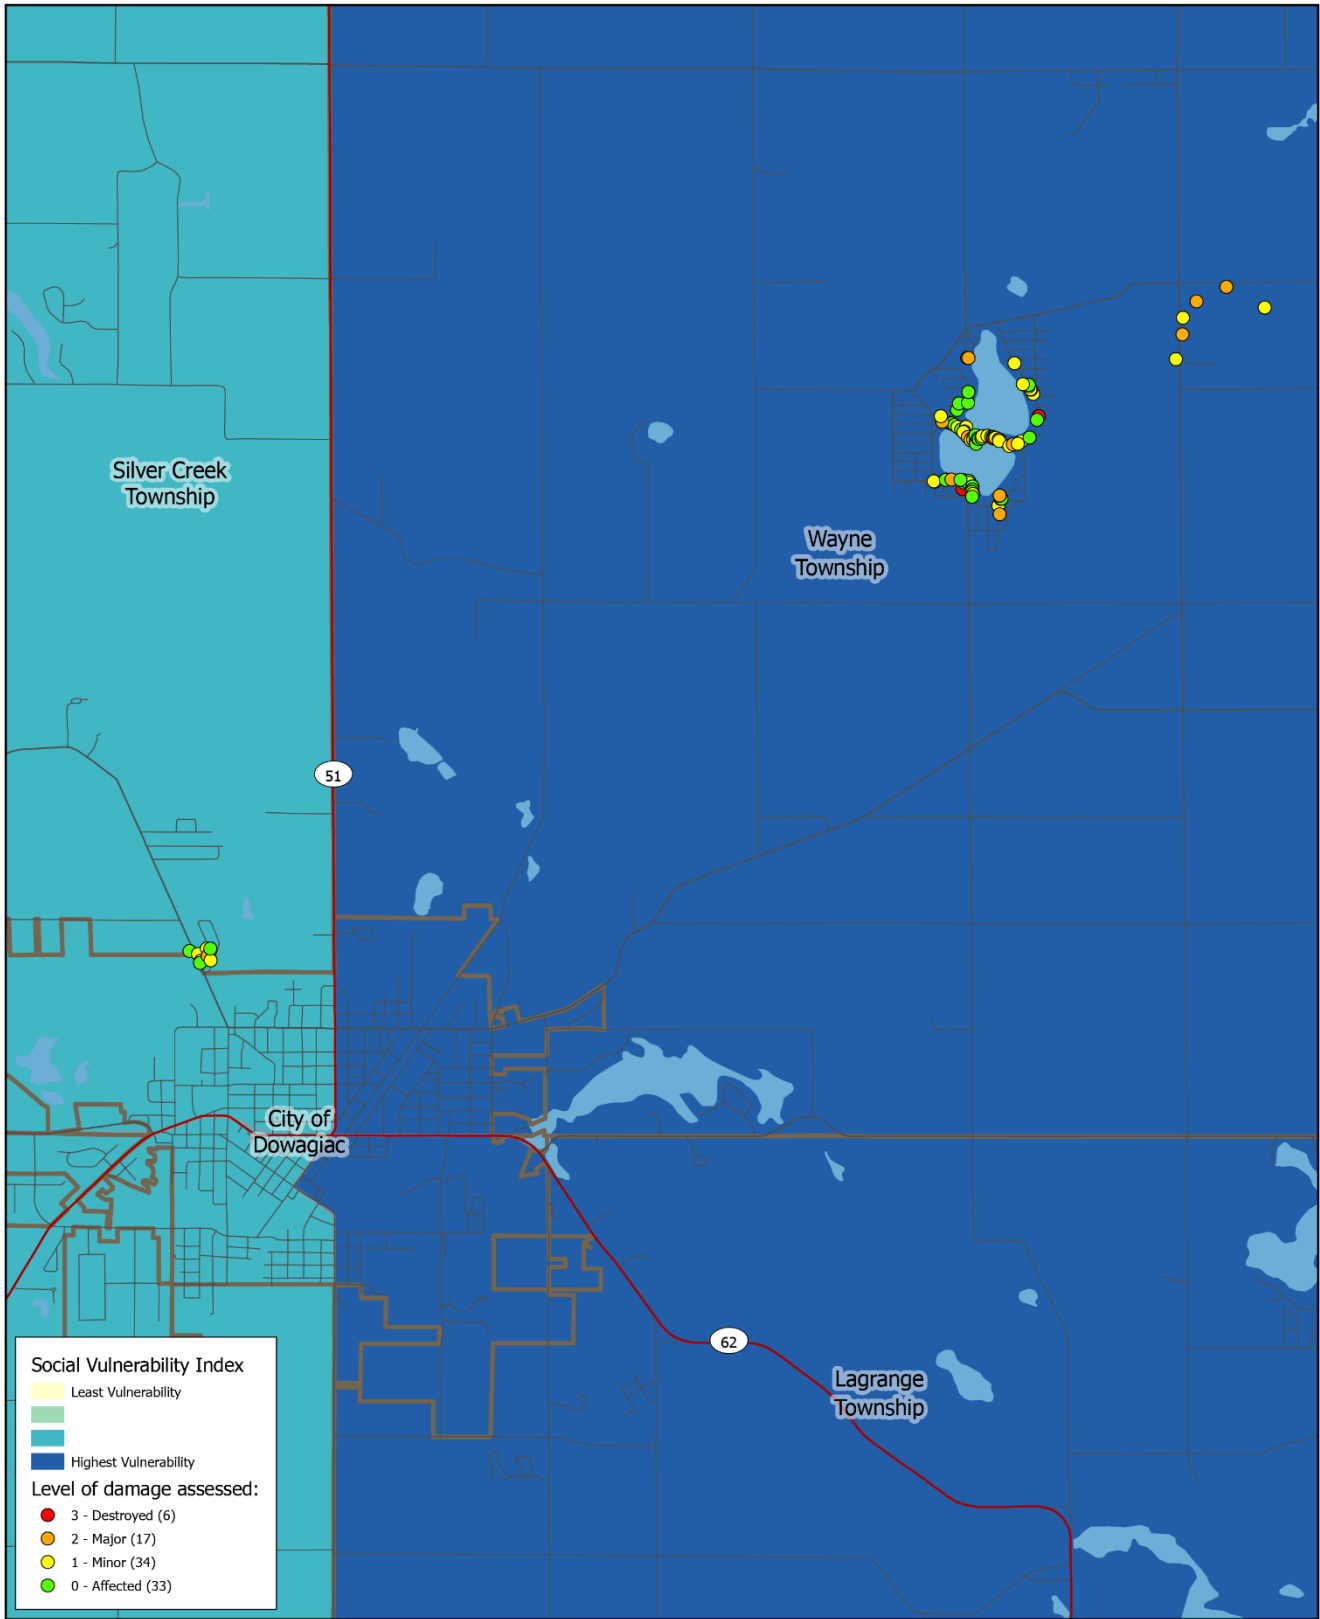 Silver Creek
Township
Wayne
Township
51
City of
Dowagiac
62
Lagrange
Township
Social Vulnerability Index
Least Vulnerability
Highest Vulnerability
Level of damage assessed:
3 - Destroyed (6)
2 - Major (17)
1 - Minor (34)
0 - Affected (33)